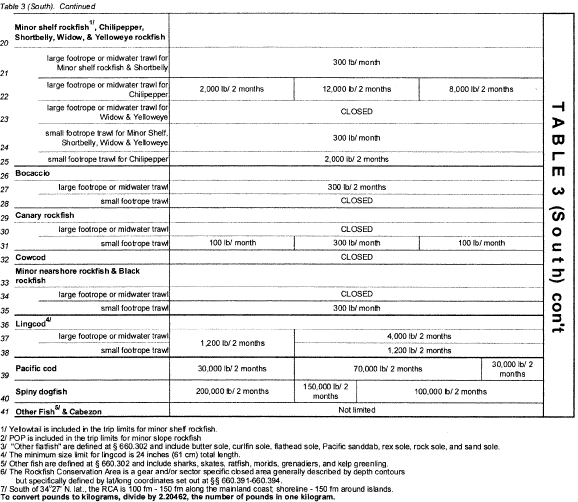 Table 3 (South). Continued
Minor shelf rockfish1/, Chilipepper,
Shortbelly, Widow, & Yelloweye rockfish
20
large footrope or midwater trawl for
Minor shelf rockfish & Shortbelly
300 lb/ month
21
large footrope or midwater trawl for
Chilipepper
2,000 lb/ 2 months
12,000 lb/ 2 months
8,000 lb/ 2 months
22
large footrope or midwater trawl for
Widow & Yelloweye
CLOSED
23
small footrope trawl for Minor Shelf,
Shortbelly, Widow & Yelloweye
300 lb/ month
24
25 small footrope trawl for Chilipepper 2,000 lb/ 2 months
26 Bocaccio
27 large footrope or midwater trawl 300 lb/ 2 months
28 small footrope trawl CLOSED
29 Canary rockfish
30 large footrope or midwater trawl CLOSED
31 small footrope trawl 100 lb/ month 300 lb/ month 100 lb/ month
32 Cowcod CLOSED
Minor nearshore rockfish & Black
rockfish
33
34 large footrope or midwater trawl CLOSED
35 small footrope trawl 300 lb/ month
36 Lingcod4/
37 large footrope or midwater trawl 1,200 lb/ 2 months 4,000 lb/ 2 months
38 small footrope trawl 1,200 lb/ 2 months
39 Pacific cod 30,000 lb/ 2 months 70,000 lb/ 2 months 30,000 lb/ 2
months
40 Spiny dogfish 200,000 lb/ 2 months 150,000 lb/ 2
months 100,000 lb/ 2 months
41 Other Fish5/ & Cabezon Not limited
TABLE 3 (South) con't
1/ Yellowtail is included in the trip limits for minor shelf rockfish.
2/ POP is included in the trip limits for minor slope rockfish
3/ "Other flatfish" are defined at § 660.302 and include butter sole, curlfin sole, flathead sole, Pacific sanddab, rex sole, rock sole, and sand sole.
4/ The minimum size limit for lingcod is 24 inches (61 cm) total length.
5/ Other fish are defined at § 660.302 and include sharks, skates, ratfish, morids, grenadiers, and kelp greenling.
6/ The Rockfish Conservation Area is a gear and/or sector specific closed area generally described by depth contours
but specifically defined by lat/long coordinates set out at §§ 660.391-660.394.
7/ South of 34°27' N. lat., the RCA is 100 fm - 150 fm along the mainland coast; shoreline - 150 fm around islands.
To convert pounds to kilograms, divide by 2.20462, the number of pounds in one kilogram.